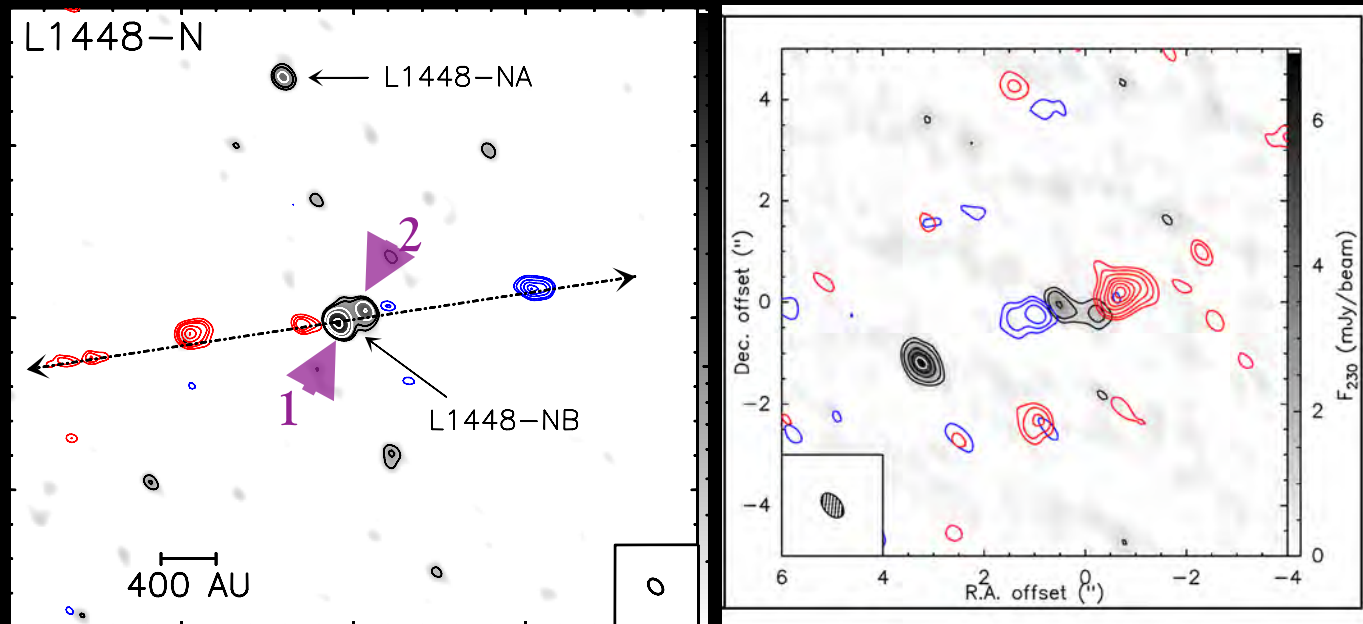 L1448-N
L1448-NA
2
1
L1448-NB
400 AU
4
2
0
−2
−4
Dec. offset (")
6
4
2
0
−2
−4
R.A. offset (")
6
4
2
0
F230 (mJy/beam)